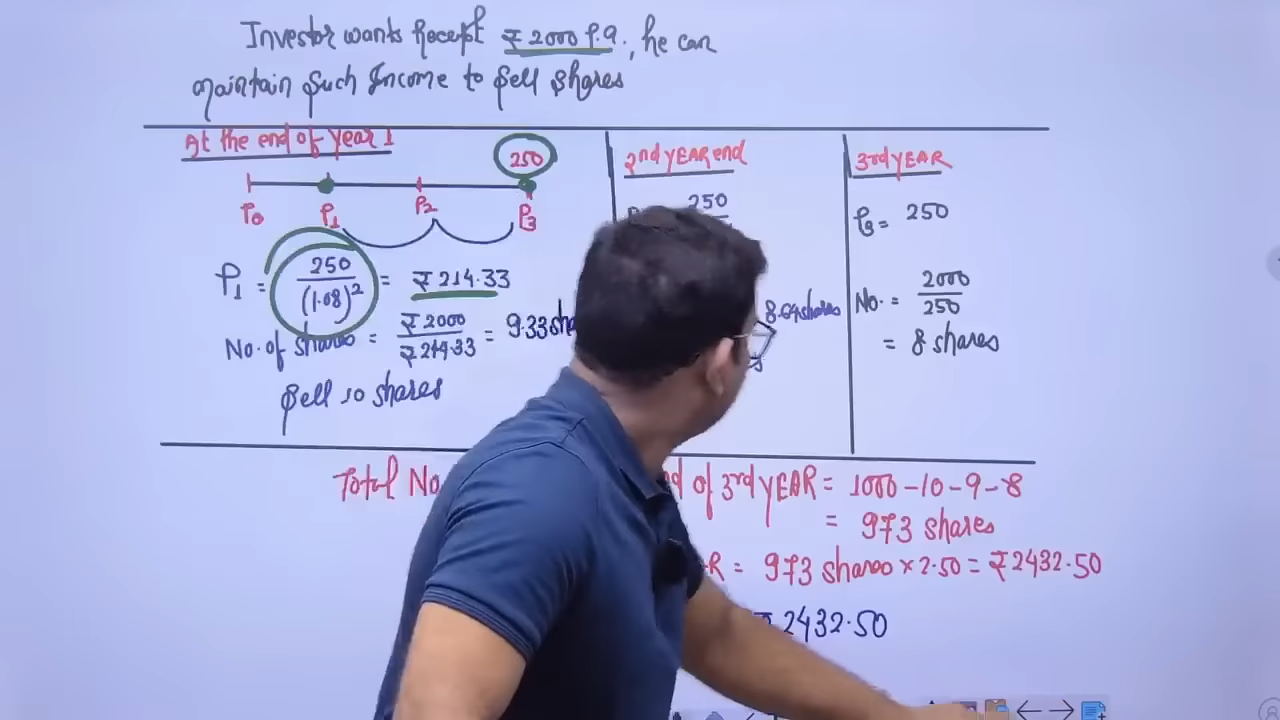 Investor wants Receipt ₹ 2000 P.a., he can
maintain such Income to sell shares
At the end of Year 1
250
P₀ P₁ P₂ P₃
P₁ = 250 / (1.08)² = ₹ 214.33
No. of shares = ₹ 2000 / ₹ 214.33 = 9.33 sha
Sell 10 shares
2nd YEAR end
250
8.64 shares
3rd YEAR
P₃ = 250
No. = 2000 / 250
= 8 shares
Total No
d of 3rd YEAR = 1000 - 10 - 9 - 8
= 973 shares
R = 973 shares × 2.50 = ₹ 2432.50
₹ 2432.50